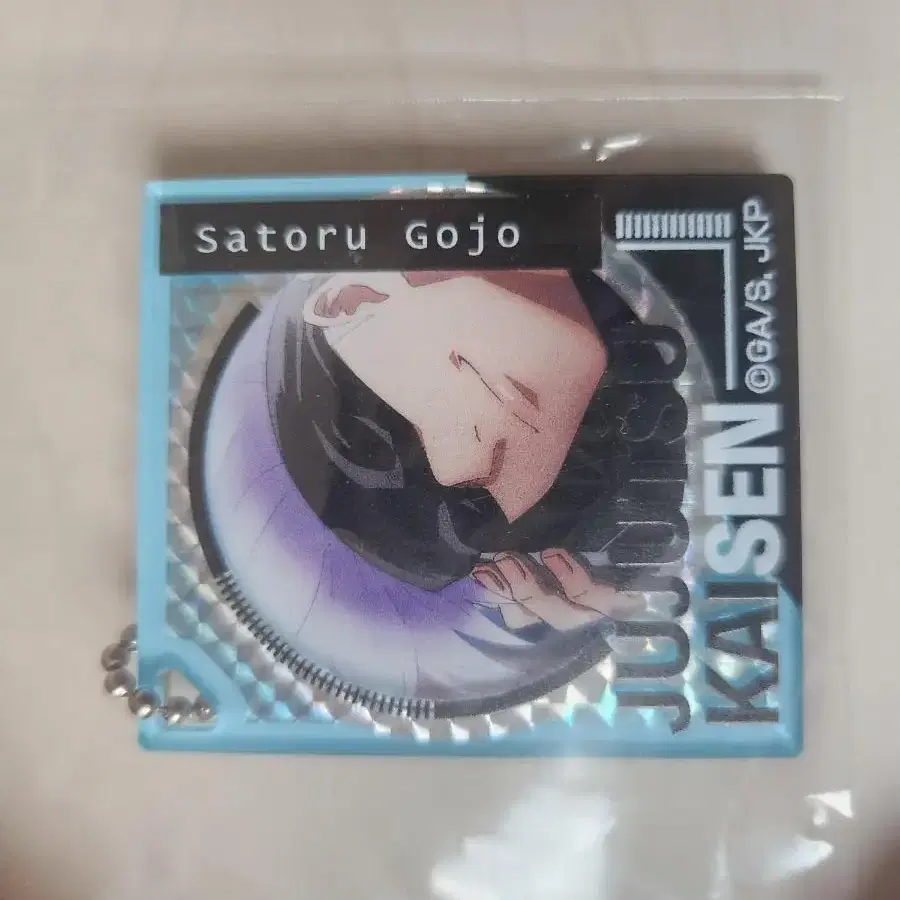 Satoru Gojo
JUJUTSU
KAISEN
©GA/S, JKP